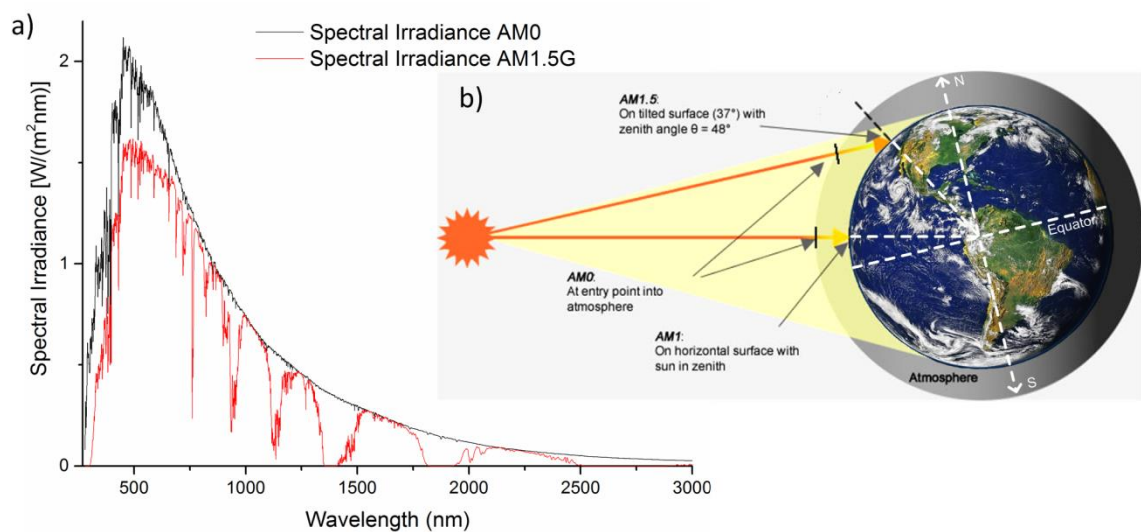 a)
Spectral Irradiance AM0
Spectral Irradiance AM1.5G
2
1
0
Spectral Irradiance [W/(m²nm)]
500 1000 1500 2000 2500 3000
Wavelength (nm)
b)
AM1.5:
On tilted surface (37°) with
zenith angle θ = 48°
N
Equator
AM0:
At entry point into
atmosphere
AM1:
On horizontal surface with
sun in zenith
Atmosphere
S